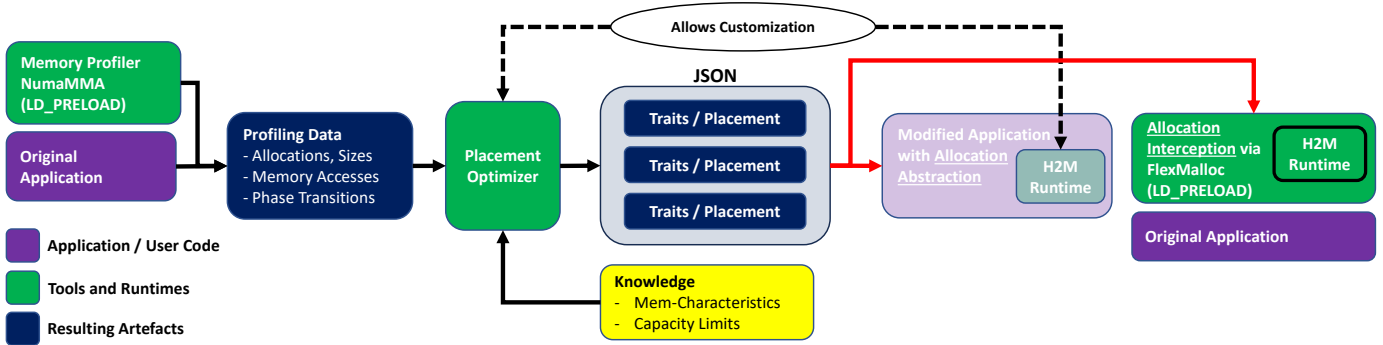 Allows Customization
Memory Profiler
NumaMMA
(LD_PRELOAD)
Original
Application
Profiling Data
- Allocations, Sizes
- Memory Accesses
- Phase Transitions
Placement
Optimizer
JSON
Traits / Placement
Traits / Placement
Traits / Placement
Modified Application
with Allocation
Abstraction
H2M
Runtime
Allocation
Interception via
FlexMalloc
(LD_PRELOAD)
H2M
Runtime
Original Application
Knowledge
- Mem-Characteristics
- Capacity Limits
Application / User Code
Tools and Runtimes
Resulting Artefacts